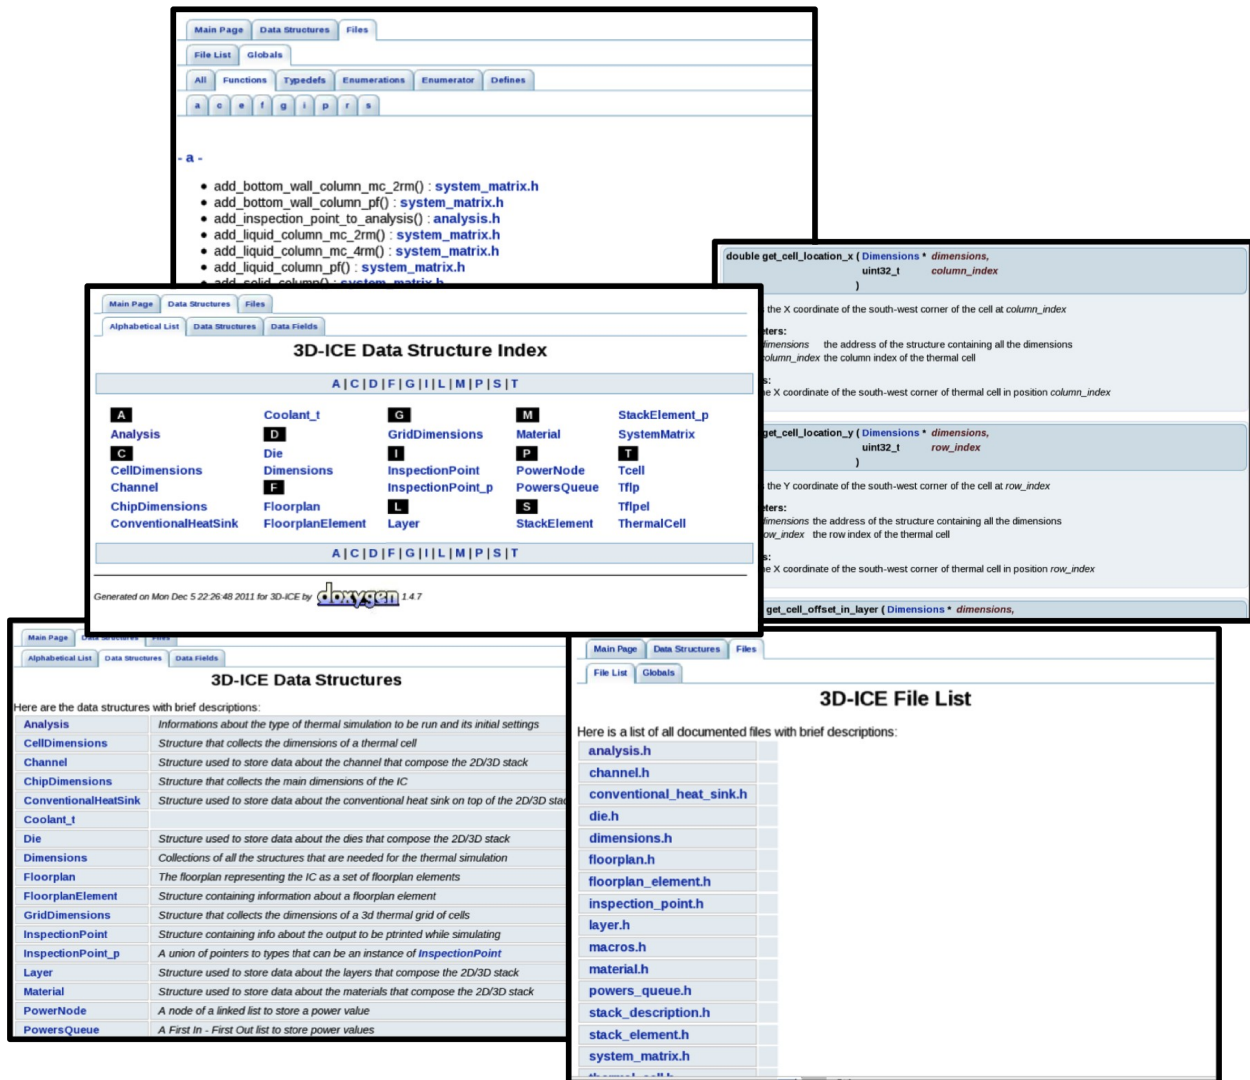 Main Page Data Structures Files
File List Globals
All Functions Typedefs Enumerations Enumerator Defines
a c e f g i p r s
- a -
• add_bottom_wall_column_mc_2rm() : system_matrix.h
• add_bottom_wall_column_pf() : system_matrix.h
• add_inspection_point_to_analysis() : analysis.h
• add_liquid_column_mc_2rm() : system_matrix.h
• add_liquid_column_mc_4rm() : system_matrix.h
• add_liquid_column_pf() : system_matrix.h
• add_solid_column() : system_matrix.h
double get_cell_location_x ( Dimensions * dimensions,
uint32_t column_index
)
the X coordinate of the south-west corner of the cell at column_index
dimensions the address of the structure containing all the dimensions
column_index the column index of the thermal cell
X coordinate of the south-west corner of thermal cell in position column_index
get_cell_location_y ( Dimensions * dimensions,
uint32_t row_index
)
the Y coordinate of the south-west corner of the cell at row_index
dimensions the address of the structure containing all the dimensions
row_index the row index of the thermal cell
X coordinate of the south-west corner of thermal cell in position row_index
get_cell_offset_in_layer ( Dimensions * dimensions,
Main Page Data Structures Files
Alphabetical List Data Structures Data Fields
3D-ICE Data Structure Index
A | C | D | F | G | I | L | M | P | S | T
A Coolant_t G M StackElement_p
Analysis D GridDimensions Material SystemMatrix
C Die I P T
CellDimensions Dimensions InspectionPoint PowerNode Tcell
Channel F InspectionPoint_p PowersQueue Tflp
ChipDimensions Floorplan L S Tflpel
ConventionalHeatSink FloorplanElement Layer StackElement ThermalCell
A | C | D | F | G | I | L | M | P | S | T
Generated on Mon Dec 5 22:26:48 2011 for 3D-ICE by doxygen 1.4.7
Main Page Data Structures Files
Alphabetical List Data Structures Data Fields
3D-ICE Data Structures
Here are the data structures with brief descriptions:
Analysis Informations about the type of thermal simulation to be run and its initial settings
CellDimensions Structure that collects the dimensions of a thermal cell
Channel Structure used to store data about the channel that compose the 2D/3D stack
ChipDimensions Structure that collects the main dimensions of the IC
ConventionalHeatSink Structure used to store data about the conventional heat sink on top of the 2D/3D stac
Coolant_t
Die Structure used to store data about the dies that compose the 2D/3D stack
Dimensions Collections of all the structures that are needed for the thermal simulation
Floorplan The floorplan representing the IC as a set of floorplan elements
FloorplanElement Structure containing information about a floorplan element
GridDimensions Structure that collects the dimensions of a 3d thermal grid of cells
InspectionPoint Structure containing info about the output to be ptrinted while simulating
InspectionPoint_p A union of pointers to types that can be an instance of InspectionPoint
Layer Structure used to store data about the layers that compose the 2D/3D stack
Material Structure used to store data about the materials that compose the 2D/3D stack
PowerNode A node of a linked list to store a power value
PowersQueue A First In - First Out list to store power values
Main Page Data Structures Files
File List Globals
3D-ICE File List
Here is a list of all documented files with brief descriptions:
analysis.h
channel.h
conventional_heat_sink.h
die.h
dimensions.h
floorplan.h
floorplan_element.h
inspection_point.h
layer.h
macros.h
material.h
powers_queue.h
stack_description.h
stack_element.h
system_matrix.h